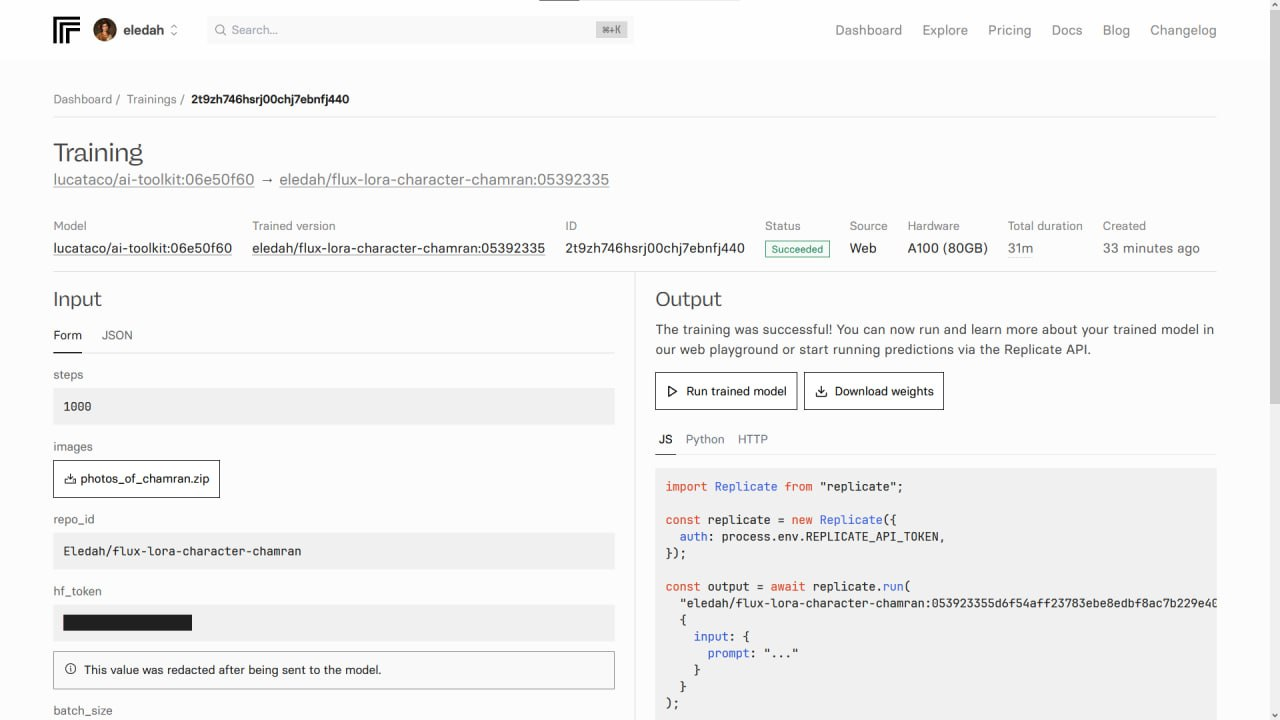 eledah
Search...
⌘+K
Dashboard
Explore
Pricing
Docs
Blog
Changelog
Dashboard / Trainings / 2t9zh746hsrj00chj7ebnfj440
Training
lucataco/ai-toolkit:06e50f60 → eledah/flux-lora-character-chamran:05392335
Model
lucataco/ai-toolkit:06e50f60
Trained version
eledah/flux-lora-character-chamran:05392335
ID
2t9zh746hsrj00chj7ebnfj440
Status
Succeeded
Source
Web
Hardware
A100 (80GB)
Total duration
31m
Created
33 minutes ago
Input
Form JSON
steps
1000
images
photos_of_chamran.zip
repo_id
Eledah/flux-lora-character-chamran
hf_token
This value was redacted after being sent to the model.
batch_size
Output
The training was successful! You can now run and learn more about your trained model in
our web playground or start running predictions via the Replicate API.
Run trained model
Download weights
JS Python HTTP
import Replicate from "replicate";
const replicate = new Replicate({
auth: process.env.REPLICATE_API_TOKEN,
});
const output = await replicate.run(
"eledah/flux-lora-character-chamran:053923355d6f54aff23783ebe8edbf8ac7b229e40
{
input: {
prompt: "..."
}
}
);